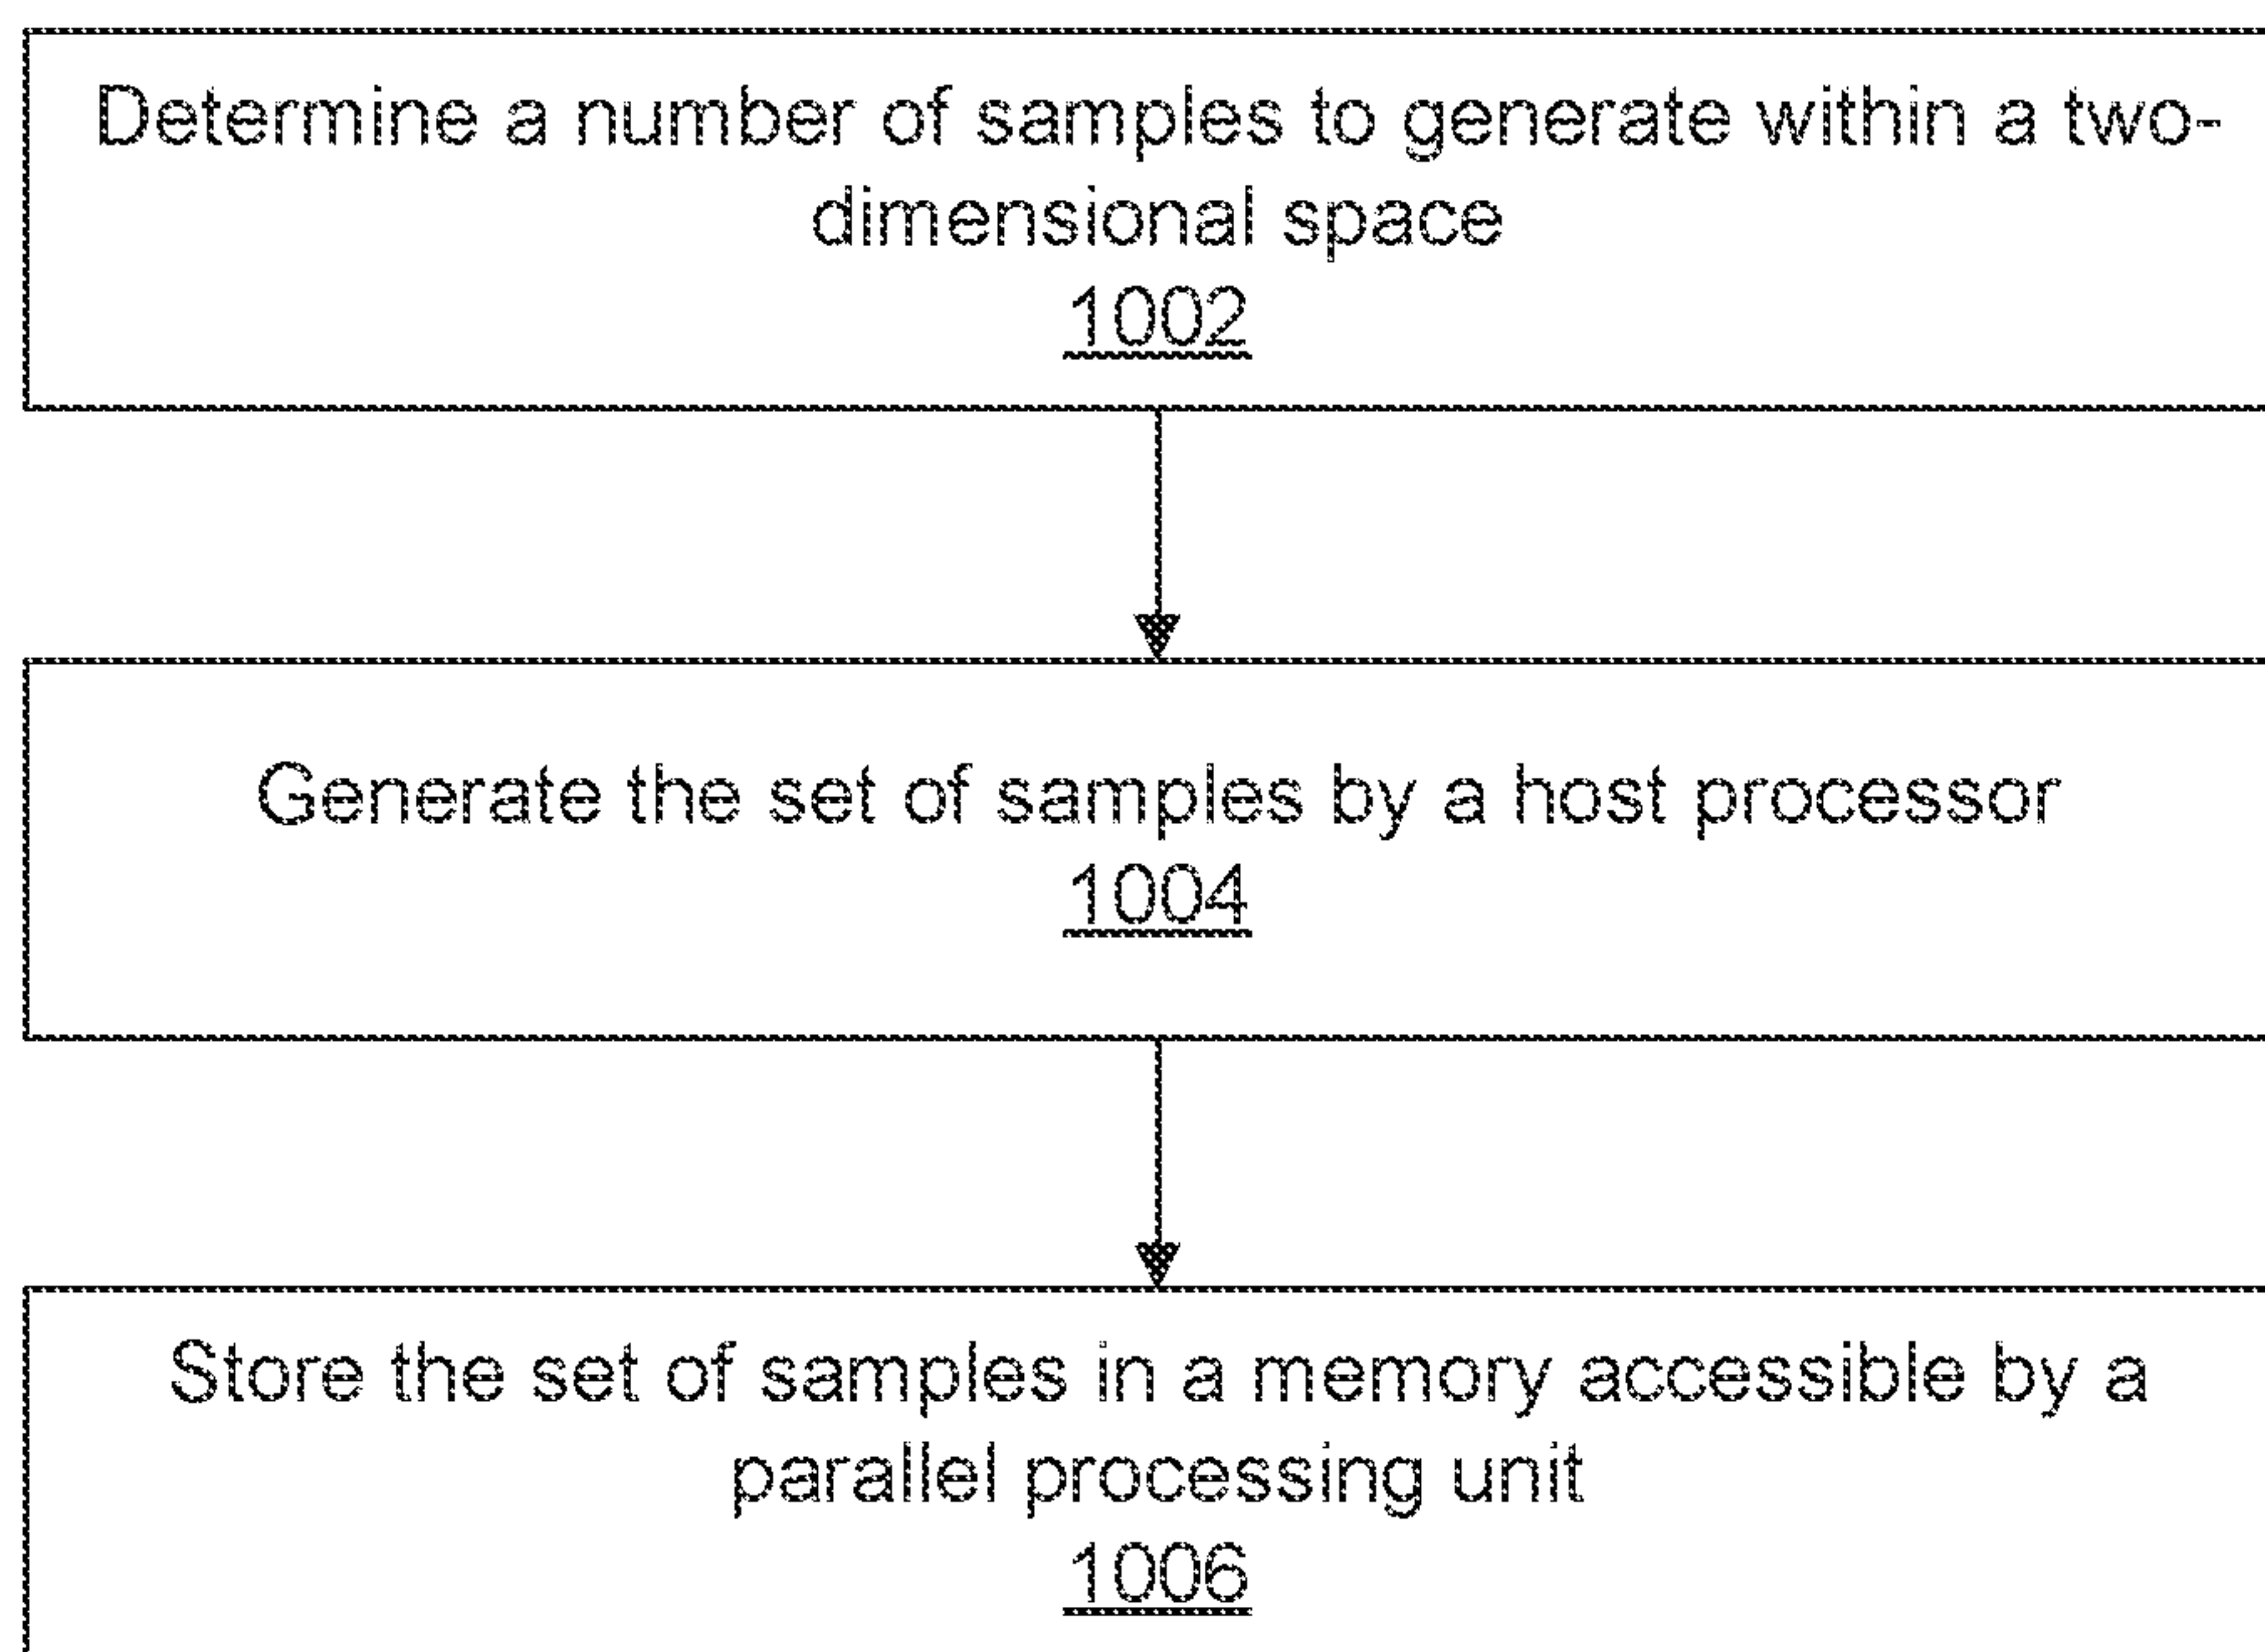 Determine a number of samples to generate within a two-
dimensional space
1002
Generate the set of samples by a host processor
1004
Store the set of samples in a memory accessible by a
parallel processing unit
1006